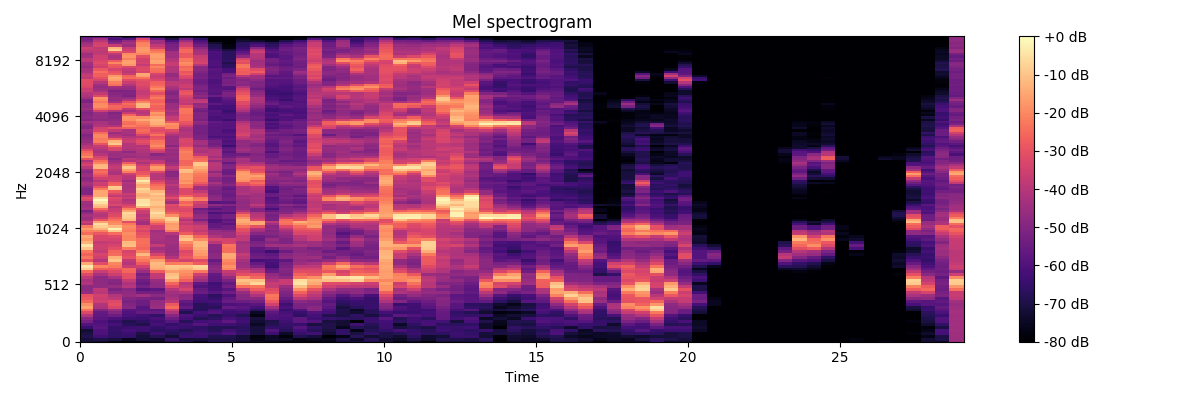 Mel spectrogram
8192
4096
2048
1024
512
0
Hz
0 5 10 15 20 25
Time
+0 dB
-10 dB
-20 dB
-30 dB
-40 dB
-50 dB
-60 dB
-70 dB
-80 dB